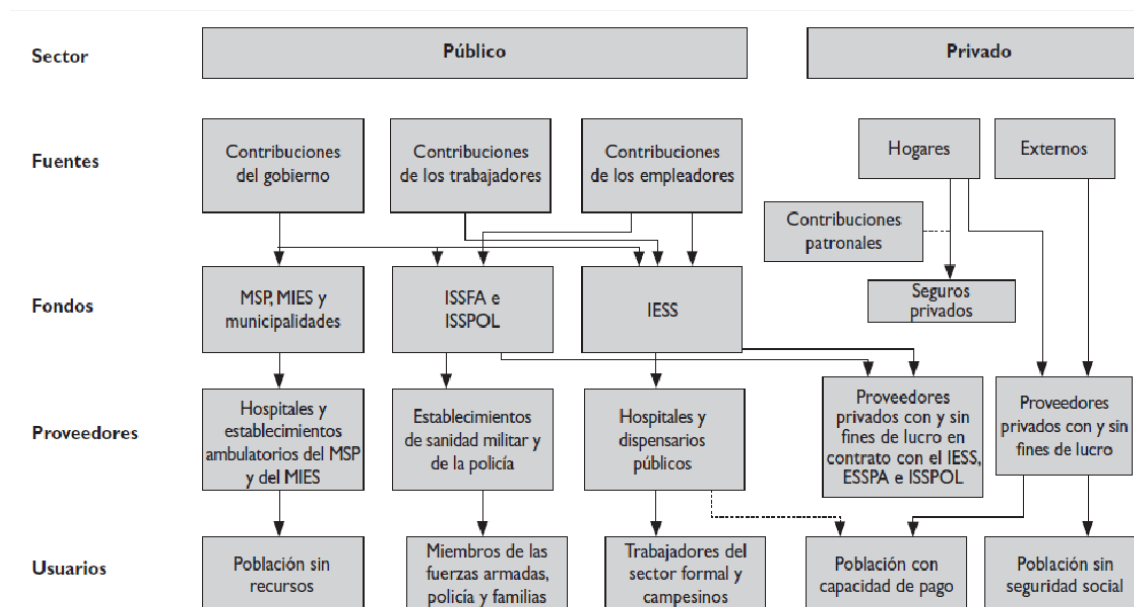 Sector
Público
Privado
Fuentes
Contribuciones
del gobierno
Contribuciones
de los trabajadores
Contribuciones
de los empleadores
Hogares
Externos
Contribuciones
patronales
Fondos
MSP, MIES y
municipalidades
ISSFA e
ISSPOL
IESS
Seguros
privados
Proveedores
Hospitales y
establecimientos
ambulatorios del MSP
y del MIES
Establecimientos
de sanidad militar y
de la policía
Hospitales y
dispensarios
públicos
Proveedores
privados con y sin
fines de lucro en
contrato con el IESS,
ESSPA e ISSPOL
Proveedores
privados con y sin
fines de lucro
Usuarios
Población sin
recursos
Miembros de las
fuerzas armadas,
policía y familias
Trabajadores del
sector formal y
campesinos
Población con
capacidad de pago
Población sin
seguridad social